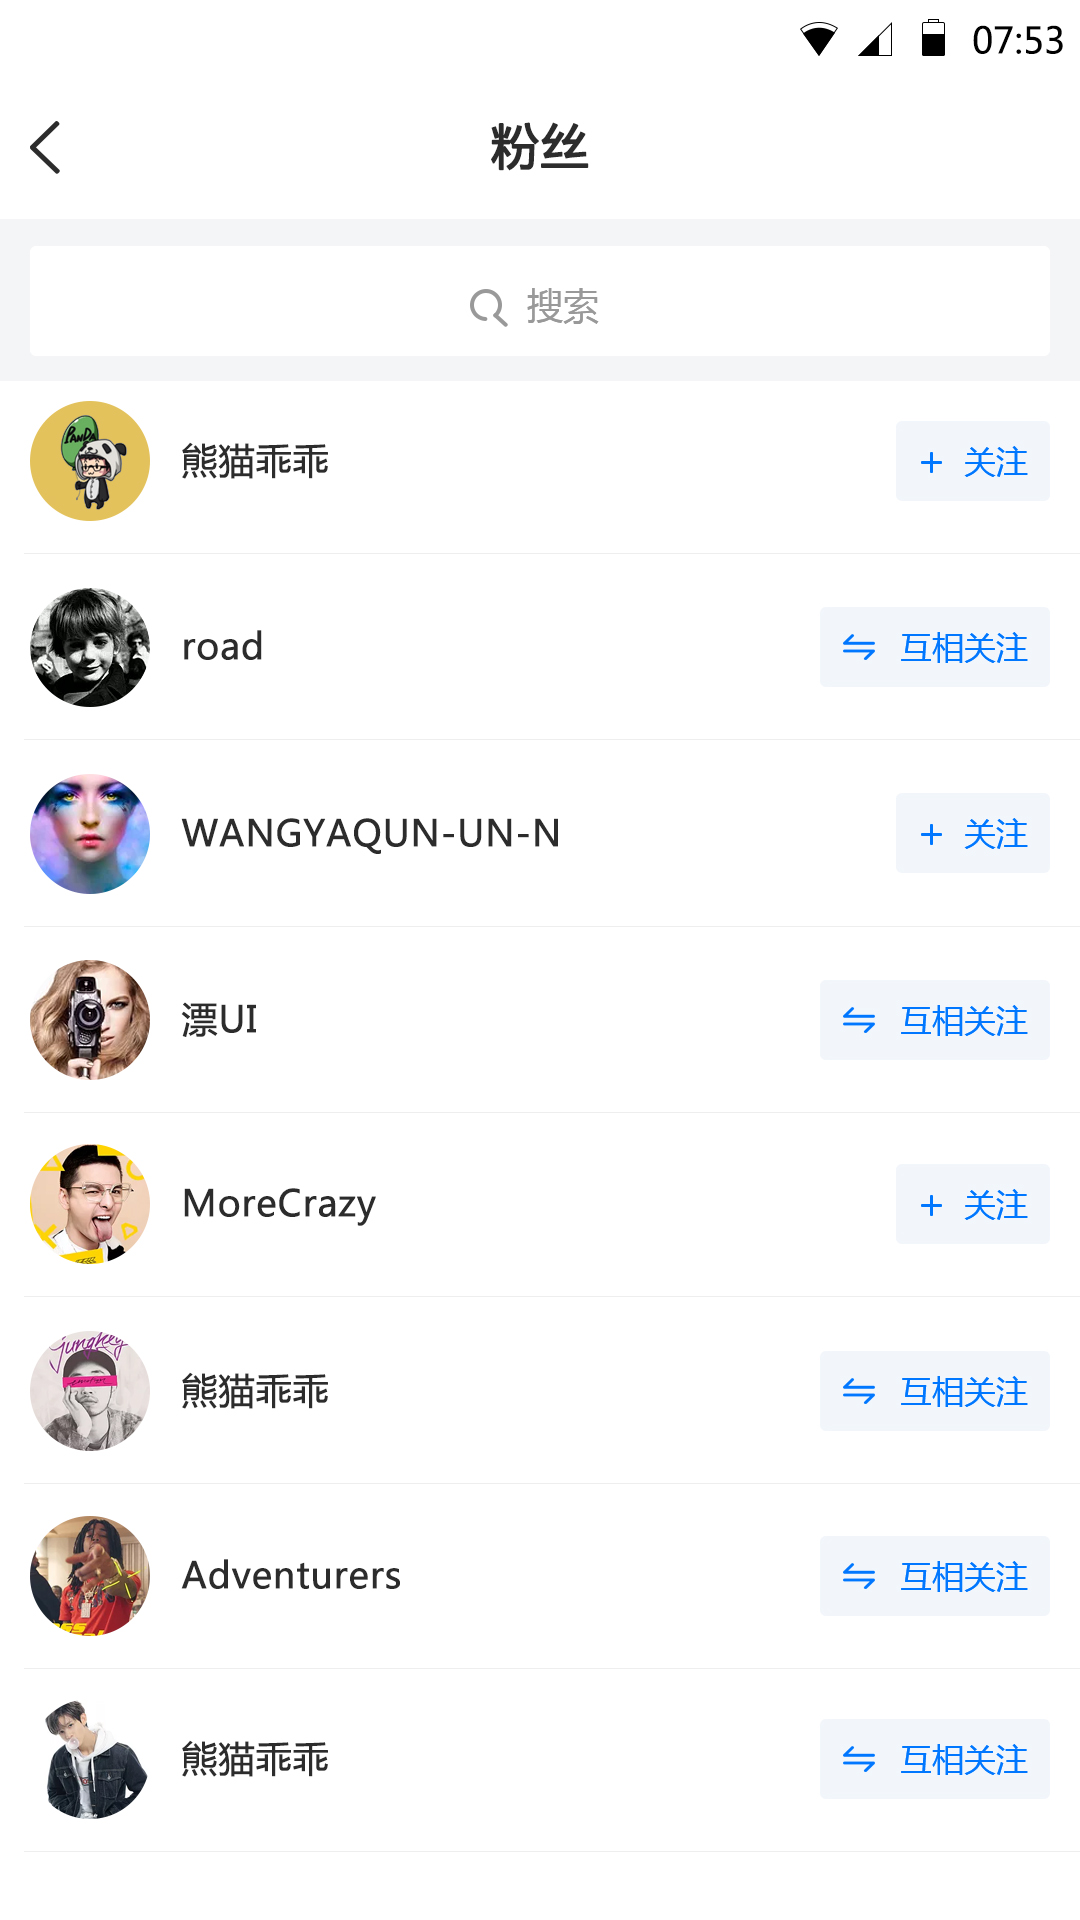 07:53
粉丝
搜索
PANDA
熊猫乖乖
+ 关注
road
互相关注
WANGYAQUN-UN-N
+ 关注
漂UI
互相关注
MoreCrazy
+ 关注
熊猫乖乖
互相关注
Adventurers
互相关注
熊猫乖乖
互相关注